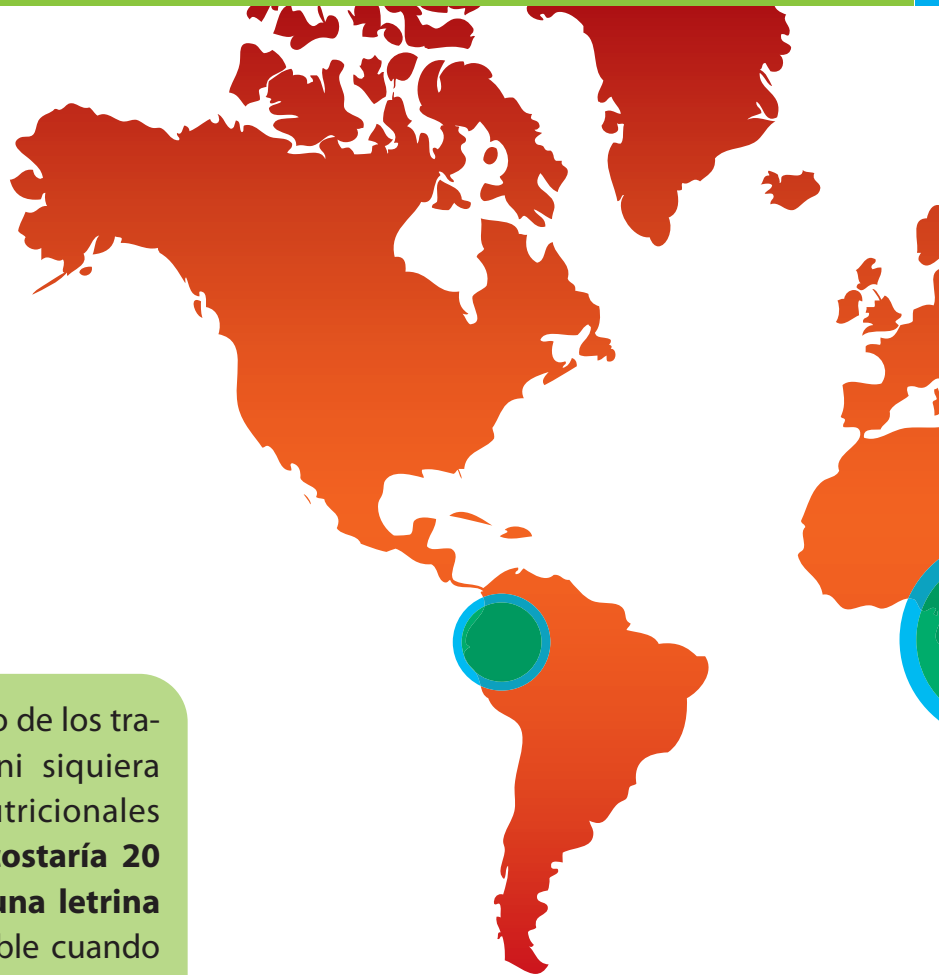 o de los tra-
ni siquiera
utricionales
costaría 20
una letrina
ble cuando